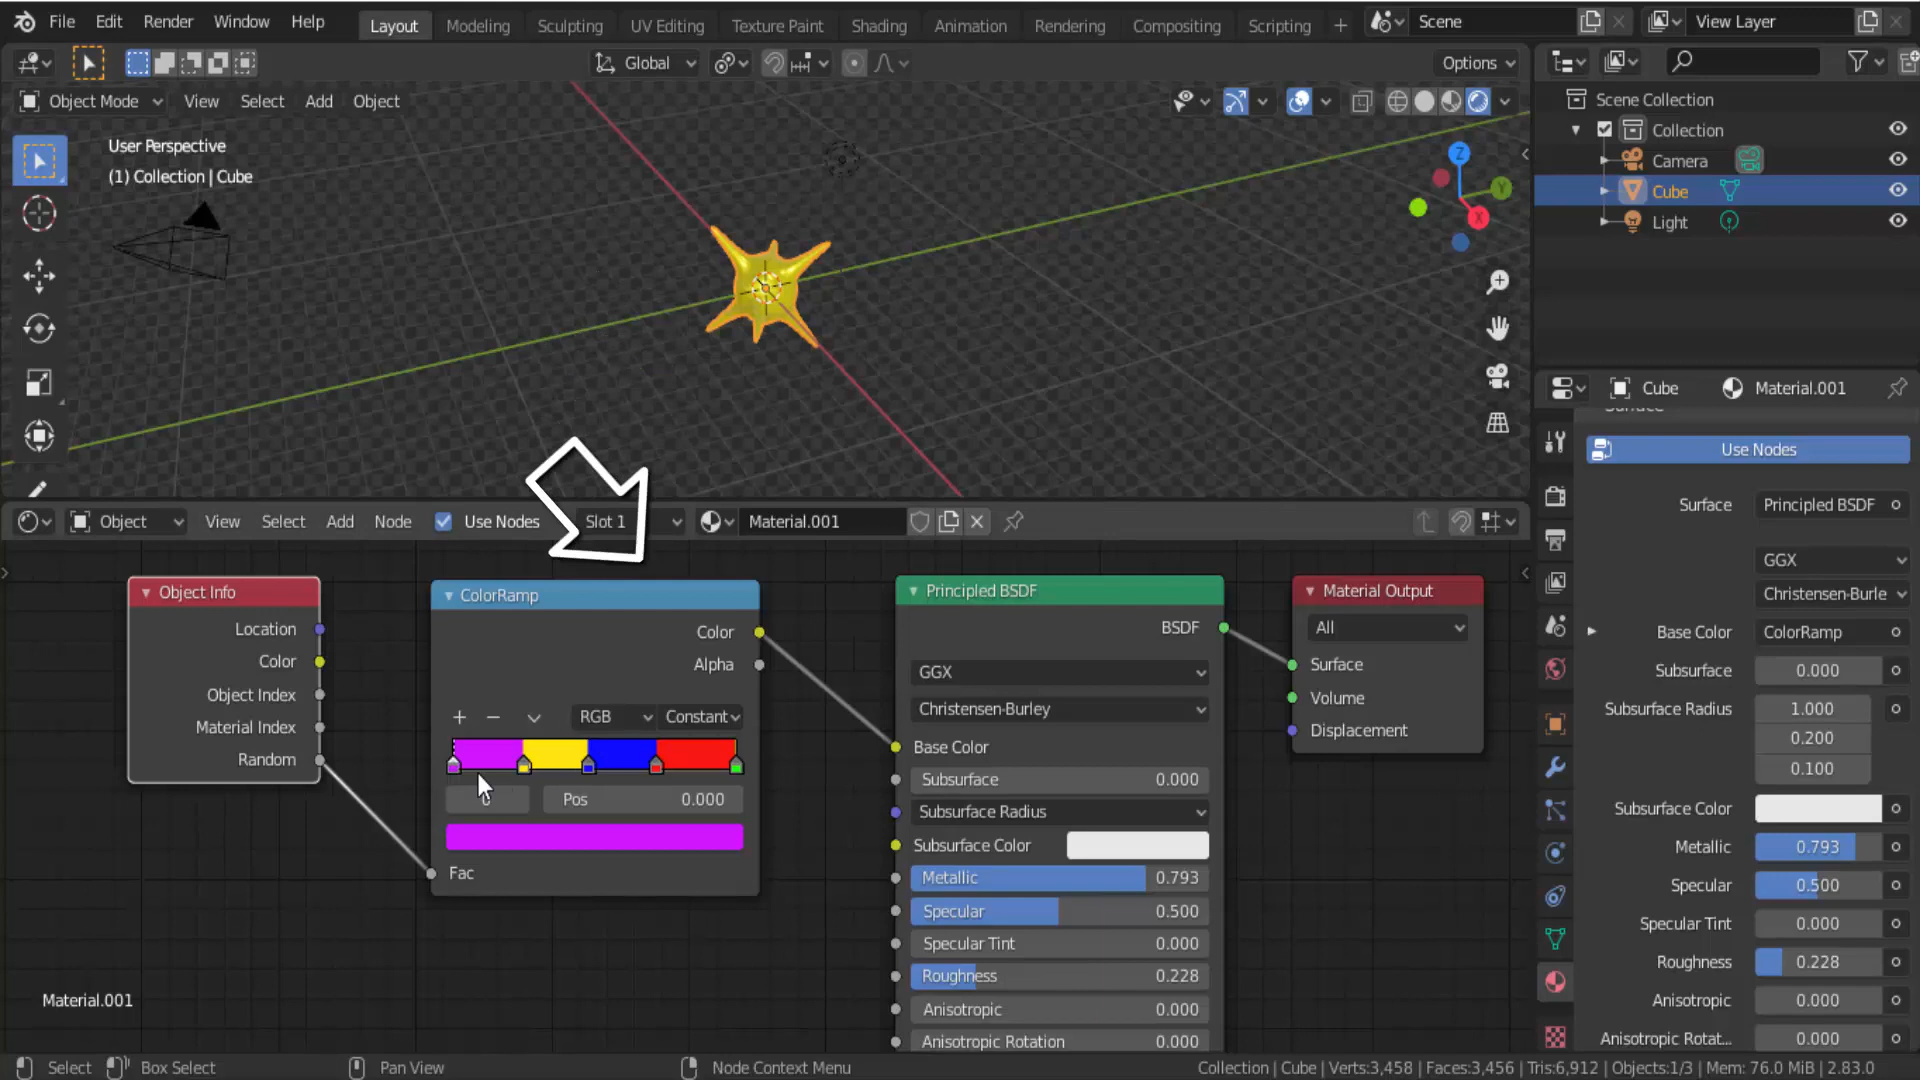 File Edit Render Window Help Layout Modeling Sculpting UV Editing Texture Paint Shading Animation Rendering Compositing Scripting + Scene View Layer
Global Options
Object Mode View Select Add Object
User Perspective
(1) Collection | Cube
Z
Y
X
Scene Collection
Collection
Camera
Cube
Light
Cube Material.001
Use Nodes
Surface Principled BSDF
GGX
Christensen-Burle
Base Color ColorRamp
Subsurface 0.000
Subsurface Radius 1.000
0.200
0.100
Subsurface Color
Metallic 0.793
Specular 0.500
Specular Tint 0.000
Roughness 0.228
Anisotropic 0.000
Anisotropic Rotat... 0.000
Object View Select Add Node Use Nodes Slot 1 Material.001
Object Info
Location
Color
Object Index
Material Index
Random
ColorRamp
Color
Alpha
+ − RGB Constant
Pos 0.000
Fac
Principled BSDF
BSDF
GGX
Christensen-Burley
Base Color
Subsurface 0.000
Subsurface Radius
Subsurface Color
Metallic 0.793
Specular 0.500
Specular Tint 0.000
Roughness 0.228
Anisotropic 0.000
Anisotropic Rotation 0.000
Material Output
All
Surface
Volume
Displacement
Material.001
Select Box Select Pan View Node Context Menu Collection | Cube | Verts:3,458 | Faces:3,456 | Tris:6,912 | Objects:1/3 | Mem: 76.0 MiB | 2.83.0